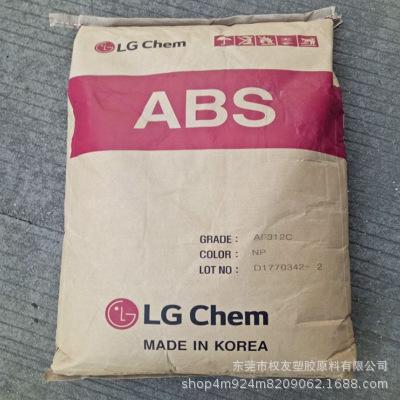 LG Chem
ABS
GRADE : AF312C
COLOR : NP
LOT NO : D1770342- 2
LG Chem
MADE IN KOREA
东莞市权友塑胶原料有限公司
shop4m924m8209062.1688.com